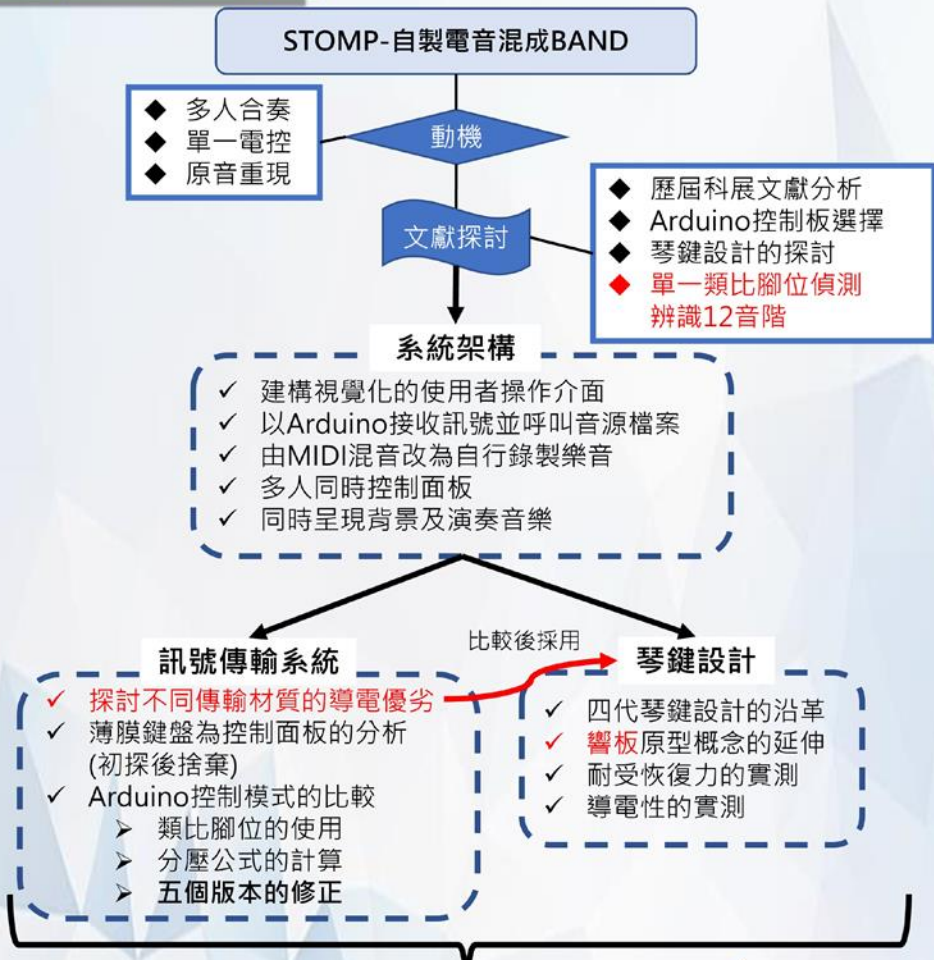 STOMP-自製電音混成BAND
動機
◆ 多人合奏
◆ 單一電控
◆ 原音重現
文獻探討
◆ 歷屆科展文獻分析
◆ Arduino控制板選擇
◆ 琴鍵設計的探討
◆ 單一類比腳位偵測
辨識12音階
系統架構
✓ 建構視覺化的使用者操作介面
✓ 以Arduino接收訊號並呼叫音源檔案
✓ 由MIDI混音改為自行錄製樂音
✓ 多人同時控制面板
✓ 同時呈現背景及演奏音樂
訊號傳輸系統
✓ 探討不同傳輸材質的導電優劣
✓ 薄膜鍵盤為控制面板的分析
(初探後捨棄)
✓ Arduino控制模式的比較
➢ 類比腳位的使用
➢ 分壓公式的計算
➢ 五個版本的修正
比較後採用
琴鍵設計
✓ 四代琴鍵設計的沿革
✓ 響板原型概念的延伸
✓ 耐受恢復力的實測
✓ 導電性的實測